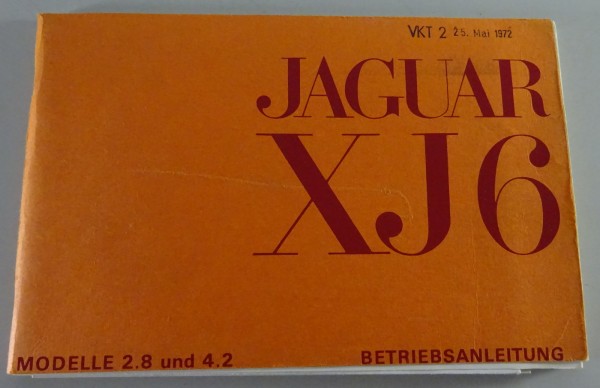 VKT 2 25. Mai 1972
JAGUAR
XJ6
MODELLE 2.8 und 4.2 BETRIEBSANLEITUNG